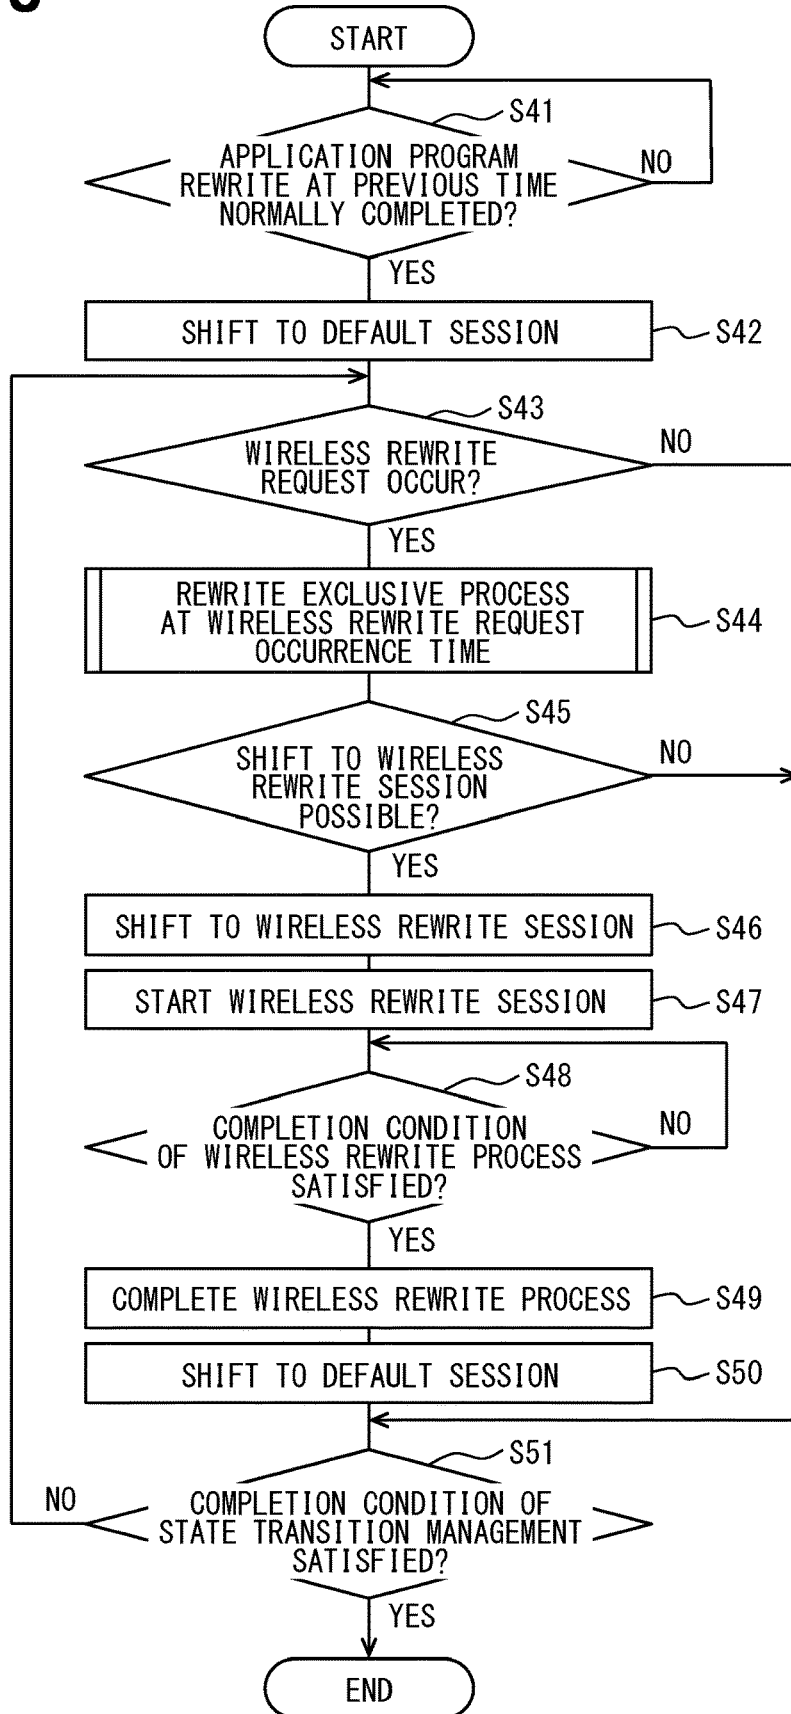 START
S41
APPLICATION PROGRAM
REWRITE AT PREVIOUS TIME
NORMALLY COMPLETED?
NO
YES
SHIFT TO DEFAULT SESSION
S42
S43
WIRELESS REWRITE
REQUEST OCCUR?
NO
YES
REWRITE EXCLUSIVE PROCESS
AT WIRELESS REWRITE REQUEST
OCCURRENCE TIME
S44
S45
SHIFT TO WIRELESS
REWRITE SESSION
POSSIBLE?
NO
YES
SHIFT TO WIRELESS REWRITE SESSION
S46
START WIRELESS REWRITE SESSION
S47
S48
COMPLETION CONDITION
OF WIRELESS REWRITE PROCESS
SATISFIED?
NO
YES
COMPLETE WIRELESS REWRITE PROCESS
S49
SHIFT TO DEFAULT SESSION
S50
S51
NO
COMPLETION CONDITION OF
STATE TRANSITION MANAGEMENT
SATISFIED?
YES
END